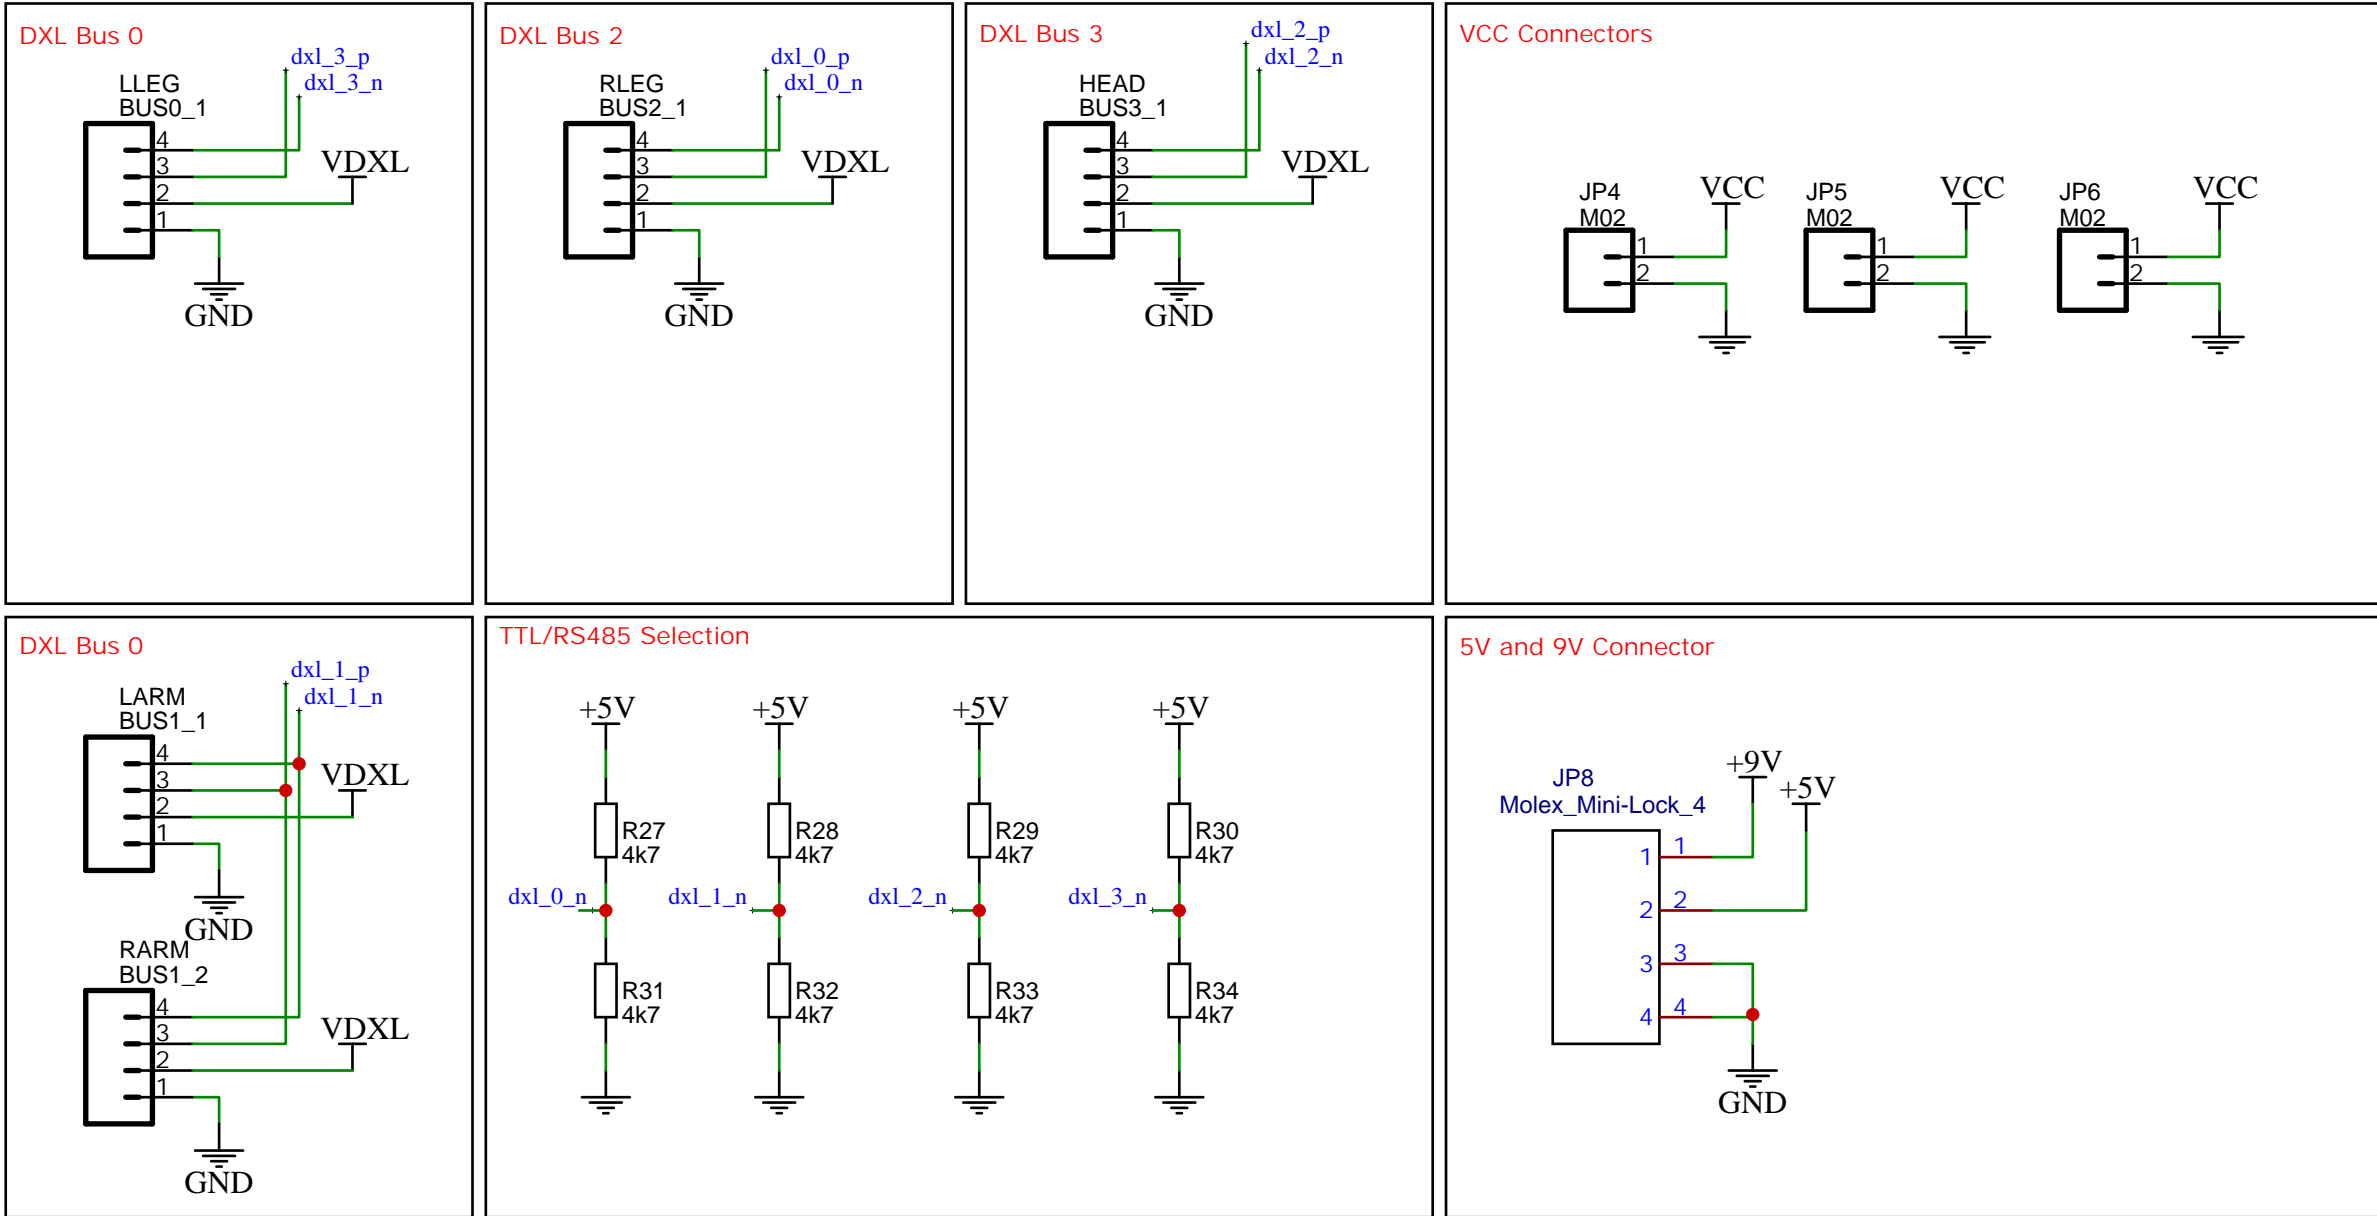 DXL Bus 0
dxl_3_p
dxl_3_n
LLEG
BUS0_1
4
3
2
1
VDXL
GND
DXL Bus 2
dxl_0_p
dxl_0_n
RLEG
BUS2_1
4
3
2
1
VDXL
GND
DXL Bus 3
dxl_2_p
dxl_2_n
HEAD
BUS3_1
4
3
2
1
VDXL
GND
VCC Connectors
JP4
M02
1
2
VCC
JP5
M02
1
2
VCC
JP6
M02
1
2
VCC
DXL Bus 0
dxl_1_p
dxl_1_n
LARM
BUS1_1
4
3
2
1
VDXL
GND
RARM
BUS1_2
4
3
2
1
VDXL
GND
TTL/RS485 Selection
+5V
+5V
+5V
+5V
R27
4k7
R28
4k7
R29
4k7
R30
4k7
dxl_0_n
dxl_1_n
dxl_2_n
dxl_3_n
R31
4k7
R32
4k7
R33
4k7
R34
4k7
5V and 9V Connector
JP8
Molex_Mini-Lock_4
+9V
+5V
1 1
2 2
3 3
4 4
GND